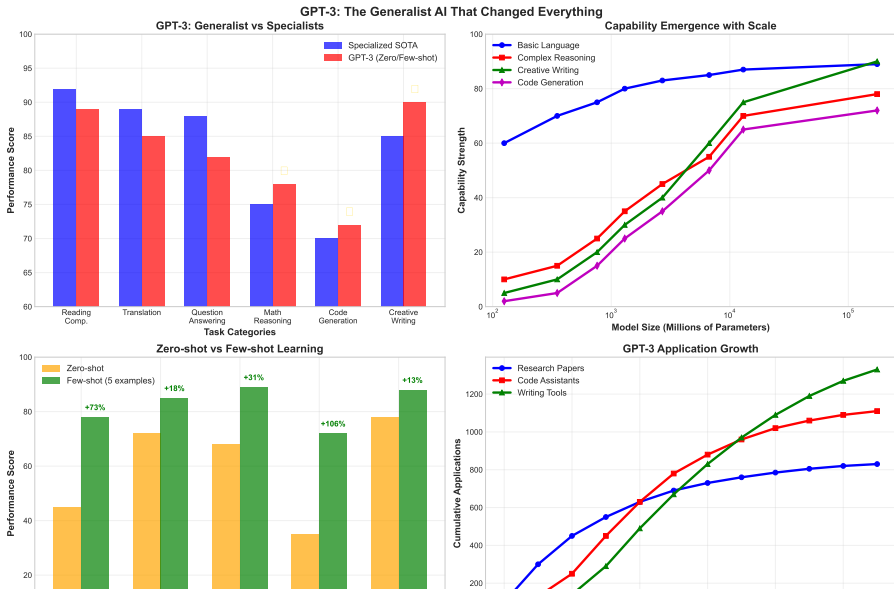 GPT-3: The Generalist AI That Changed Everything
GPT-3: Generalist vs Specialists
100
95
90
85
80
75
70
65
60
Performance Score
Specialized SOTA
GPT-3 (Zero/Few-shot)
Reading
Comp.
Translation
Question
Answering
Math
Reasoning
Code
Generation
Creative
Writing
Task Categories
Capability Emergence with Scale
100
80
60
40
20
0
Capability Strength
Basic Language
Complex Reasoning
Creative Writing
Code Generation
10²
10³
10⁴
10⁵
Model Size (Millions of Parameters)
Zero-shot vs Few-shot Learning
100
80
60
40
20
Performance Score
Zero-shot
Few-shot (5 examples)
+73%
+18%
+31%
+106%
+13%
GPT-3 Application Growth
1200
1000
800
600
400
200
Cumulative Applications
Research Papers
Code Assistants
Writing Tools